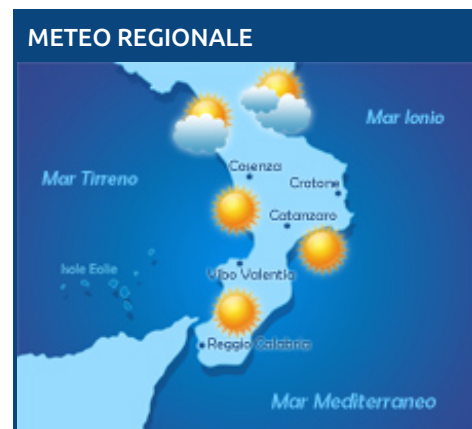 METEO REGIONALE
Mar Ionio
Cosenza
Mar Tirreno
Crotone
Catanzaro
Isole Eolie
Vibo Valentia
Reggio Calabria
Mar Mediterraneo